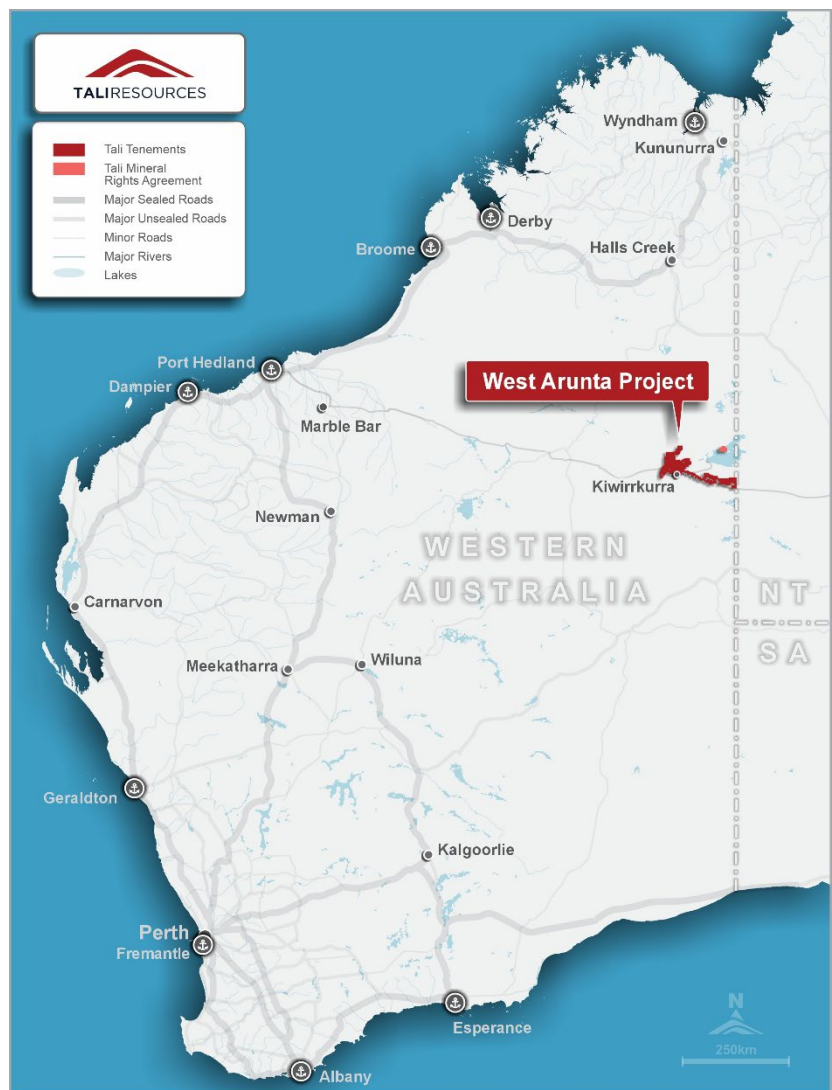 TALIRESOURCES
Tali Tenements
Tali Mineral
Rights Agreement
Major Sealed Roads
Major Unsealed Roads
Minor Roads
Major Rivers
Lakes
Wyndham
Kununurra
Derby
Broome
Halls Creek
Port Hedland
Dampier
West Arunta Project
Marble Bar
Kiwirrkurra
Newman
WESTERN
AUSTRALIA
NT
SA
Carnarvon
Meekatharra
Wiluna
Geraldton
Kalgoorlie
Perth
Fremantle
Esperance
N
250km
Albany